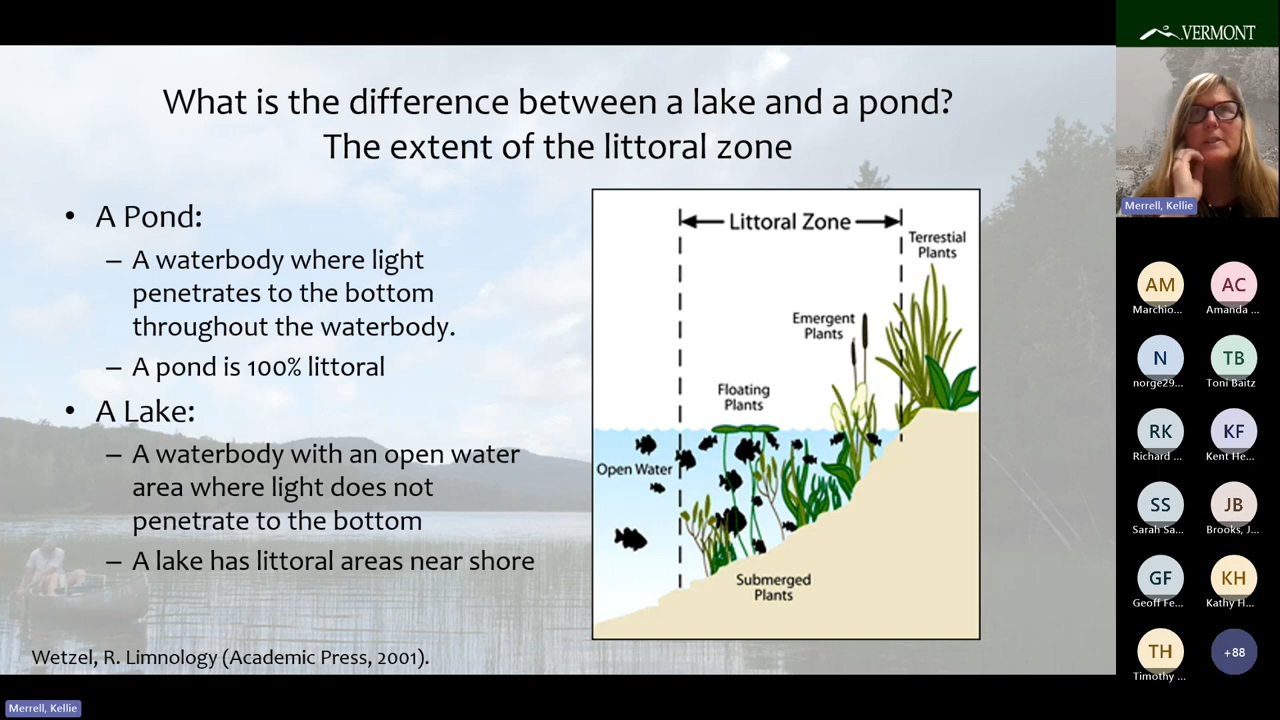 VERMONT
What is the difference between a lake and a pond?
The extent of the littoral zone
• A Pond:
– A waterbody where light
penetrates to the bottom
throughout the waterbody.
– A pond is 100% littoral
• A Lake:
– A waterbody with an open water
area where light does not
penetrate to the bottom
– A lake has littoral areas near shore
Wetzel, R. Limnology (Academic Press, 2001).
Littoral Zone
Terrestial
Plants
Emergent
Plants
Floating
Plants
Open Water
Submerged
Plants
Merrell, Kellie
AM
Marchio...
AC
Amanda ...
N
norge29...
TB
Toni Baitz
RK
Richard ...
KF
Kent He...
SS
Sarah Sa...
JB
Brooks, J...
GF
Geoff Fe...
KH
Kathy H...
TH
Timothy ...
+88
Merrell, Kellie